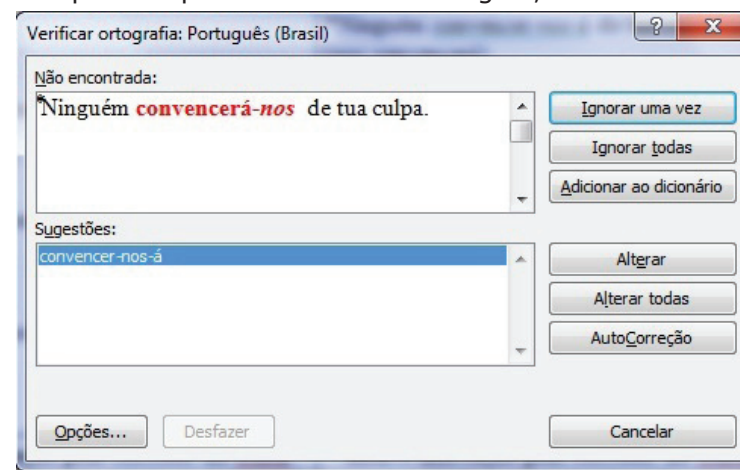 Verificar ortografia: Português (Brasil)
Não encontrada:
Ninguém convencerá-nos de tua culpa.
Ignorar uma vez
Ignorar todas
Adicionar ao dicionário
Sugestões:
convencer-nos-á
Alterar
Alterar todas
AutoCorreção
Opções...
Desfazer
Cancelar